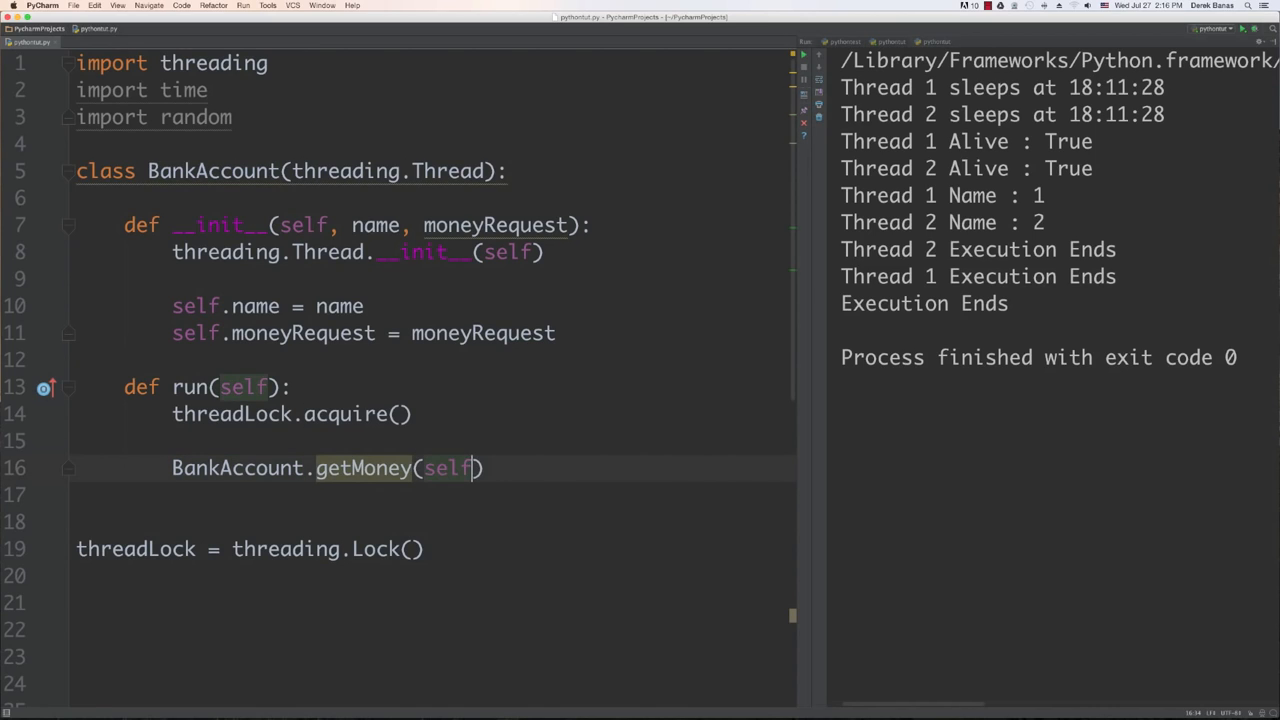 PyCharm File Edit View Navigate Code Refactor Run Tools VCS Window Help
10 Wed Jul 27 2:16 PM Derek Banas
pythontut.py - PycharmProjects - [~/PycharmProjects]
PycharmProjects pythontut.py
pythontut
pythontut.py
Run: pythontest pythontut pythontut
1 import threading
2 import time
3 import random
4
5 class BankAccount(threading.Thread):
6
7 def __init__(self, name, moneyRequest):
8 threading.Thread.__init__(self)
9
10 self.name = name
11 self.moneyRequest = moneyRequest
12
13 def run(self):
14 threadLock.acquire()
15
16 BankAccount.getMoney(self)
17
18
19 threadLock = threading.Lock()
20
21
22
23
24
25
/Library/Frameworks/Python.framework/
Thread 1 sleeps at 18:11:28
Thread 2 sleeps at 18:11:28
Thread 1 Alive : True
Thread 2 Alive : True
Thread 1 Name : 1
Thread 2 Name : 2
Thread 2 Execution Ends
Thread 1 Execution Ends
Execution Ends
Process finished with exit code 0
16:34 LF÷ UTF-8÷